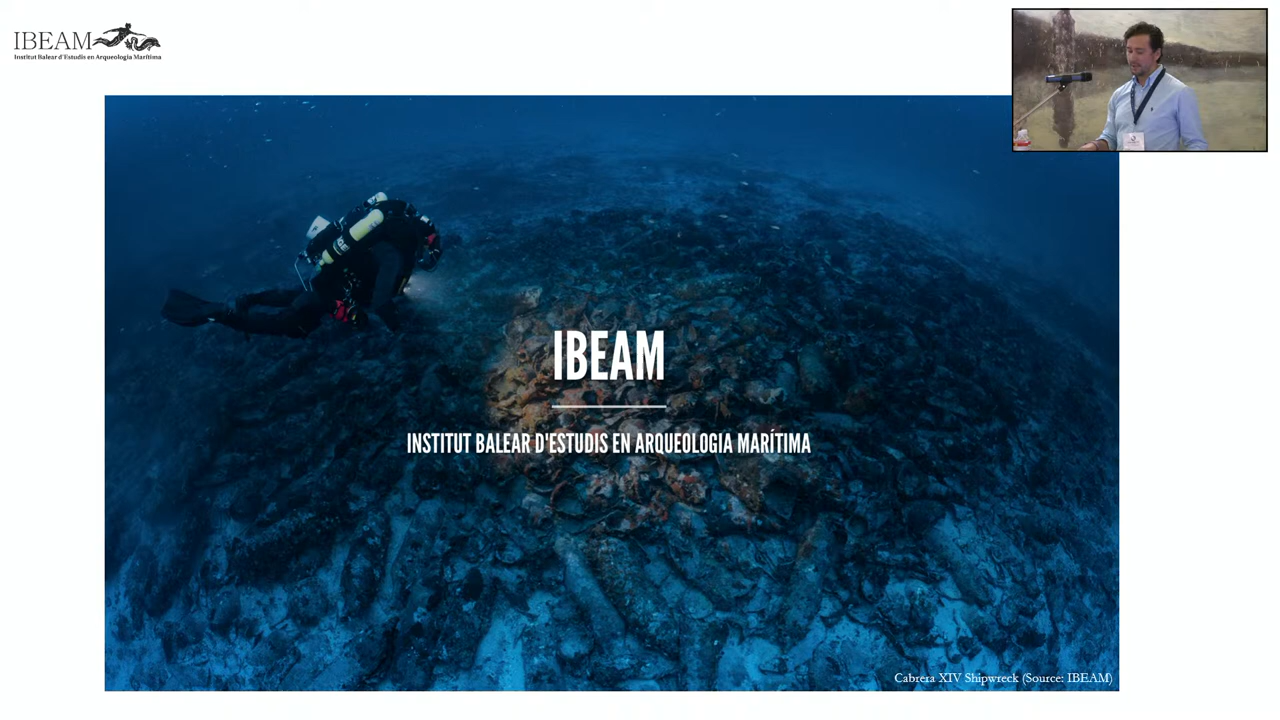 IBEAM
Institut Balear d'Estudis en Arqueologia Marítima
IBEAM
INSTITUT BALEAR D'ESTUDIS EN ARQUEOLOGIA MARÍTIMA
Cabrera XIV Shipwreck (Source: IBEAM)